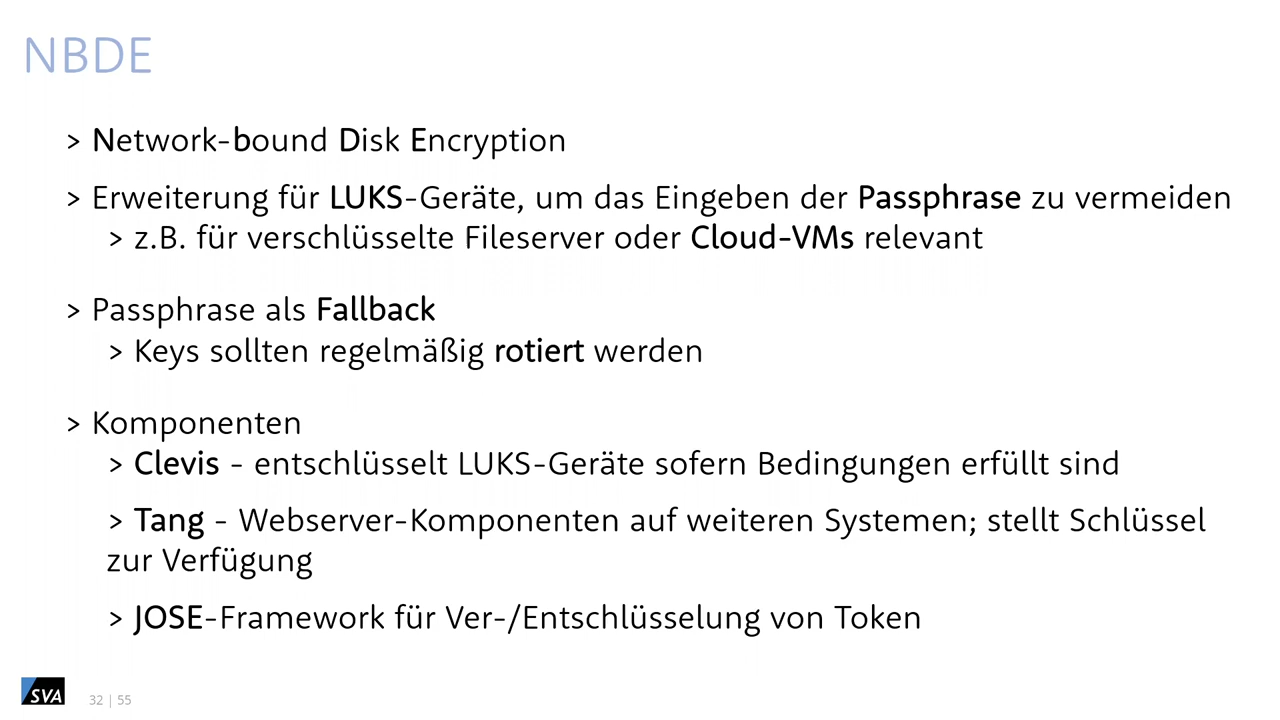 NBDE
> Network-bound Disk Encryption
> Erweiterung für LUKS-Geräte, um das Eingeben der Passphrase zu vermeiden
> z.B. für verschlüsselte Fileserver oder Cloud-VMs relevant
> Passphrase als Fallback
> Keys sollten regelmäßig rotiert werden
> Komponenten
> Clevis - entschlüsselt LUKS-Geräte sofern Bedingungen erfüllt sind
> Tang - Webserver-Komponenten auf weiteren Systemen; stellt Schlüssel
zur Verfügung
> JOSE-Framework für Ver-/Entschlüsselung von Token
SVA
32 | 55